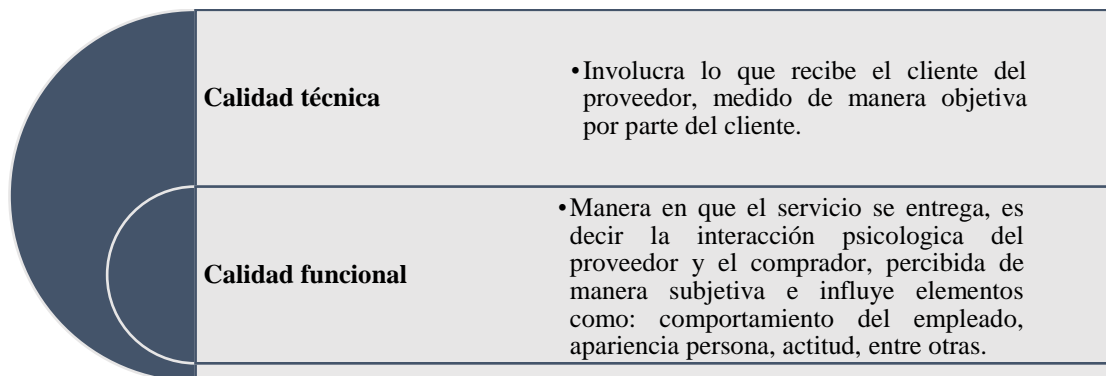 Calidad técnica
•Involucra lo que recibe el cliente del
proveedor, medido de manera objetiva
por parte del cliente.
Calidad funcional
•Manera en que el servicio se entrega, es
decir la interacción psicologica del
proveedor y el comprador, percibida de
manera subjetiva e influye elementos
como: comportamiento del empleado,
apariencia persona, actitud, entre otras.